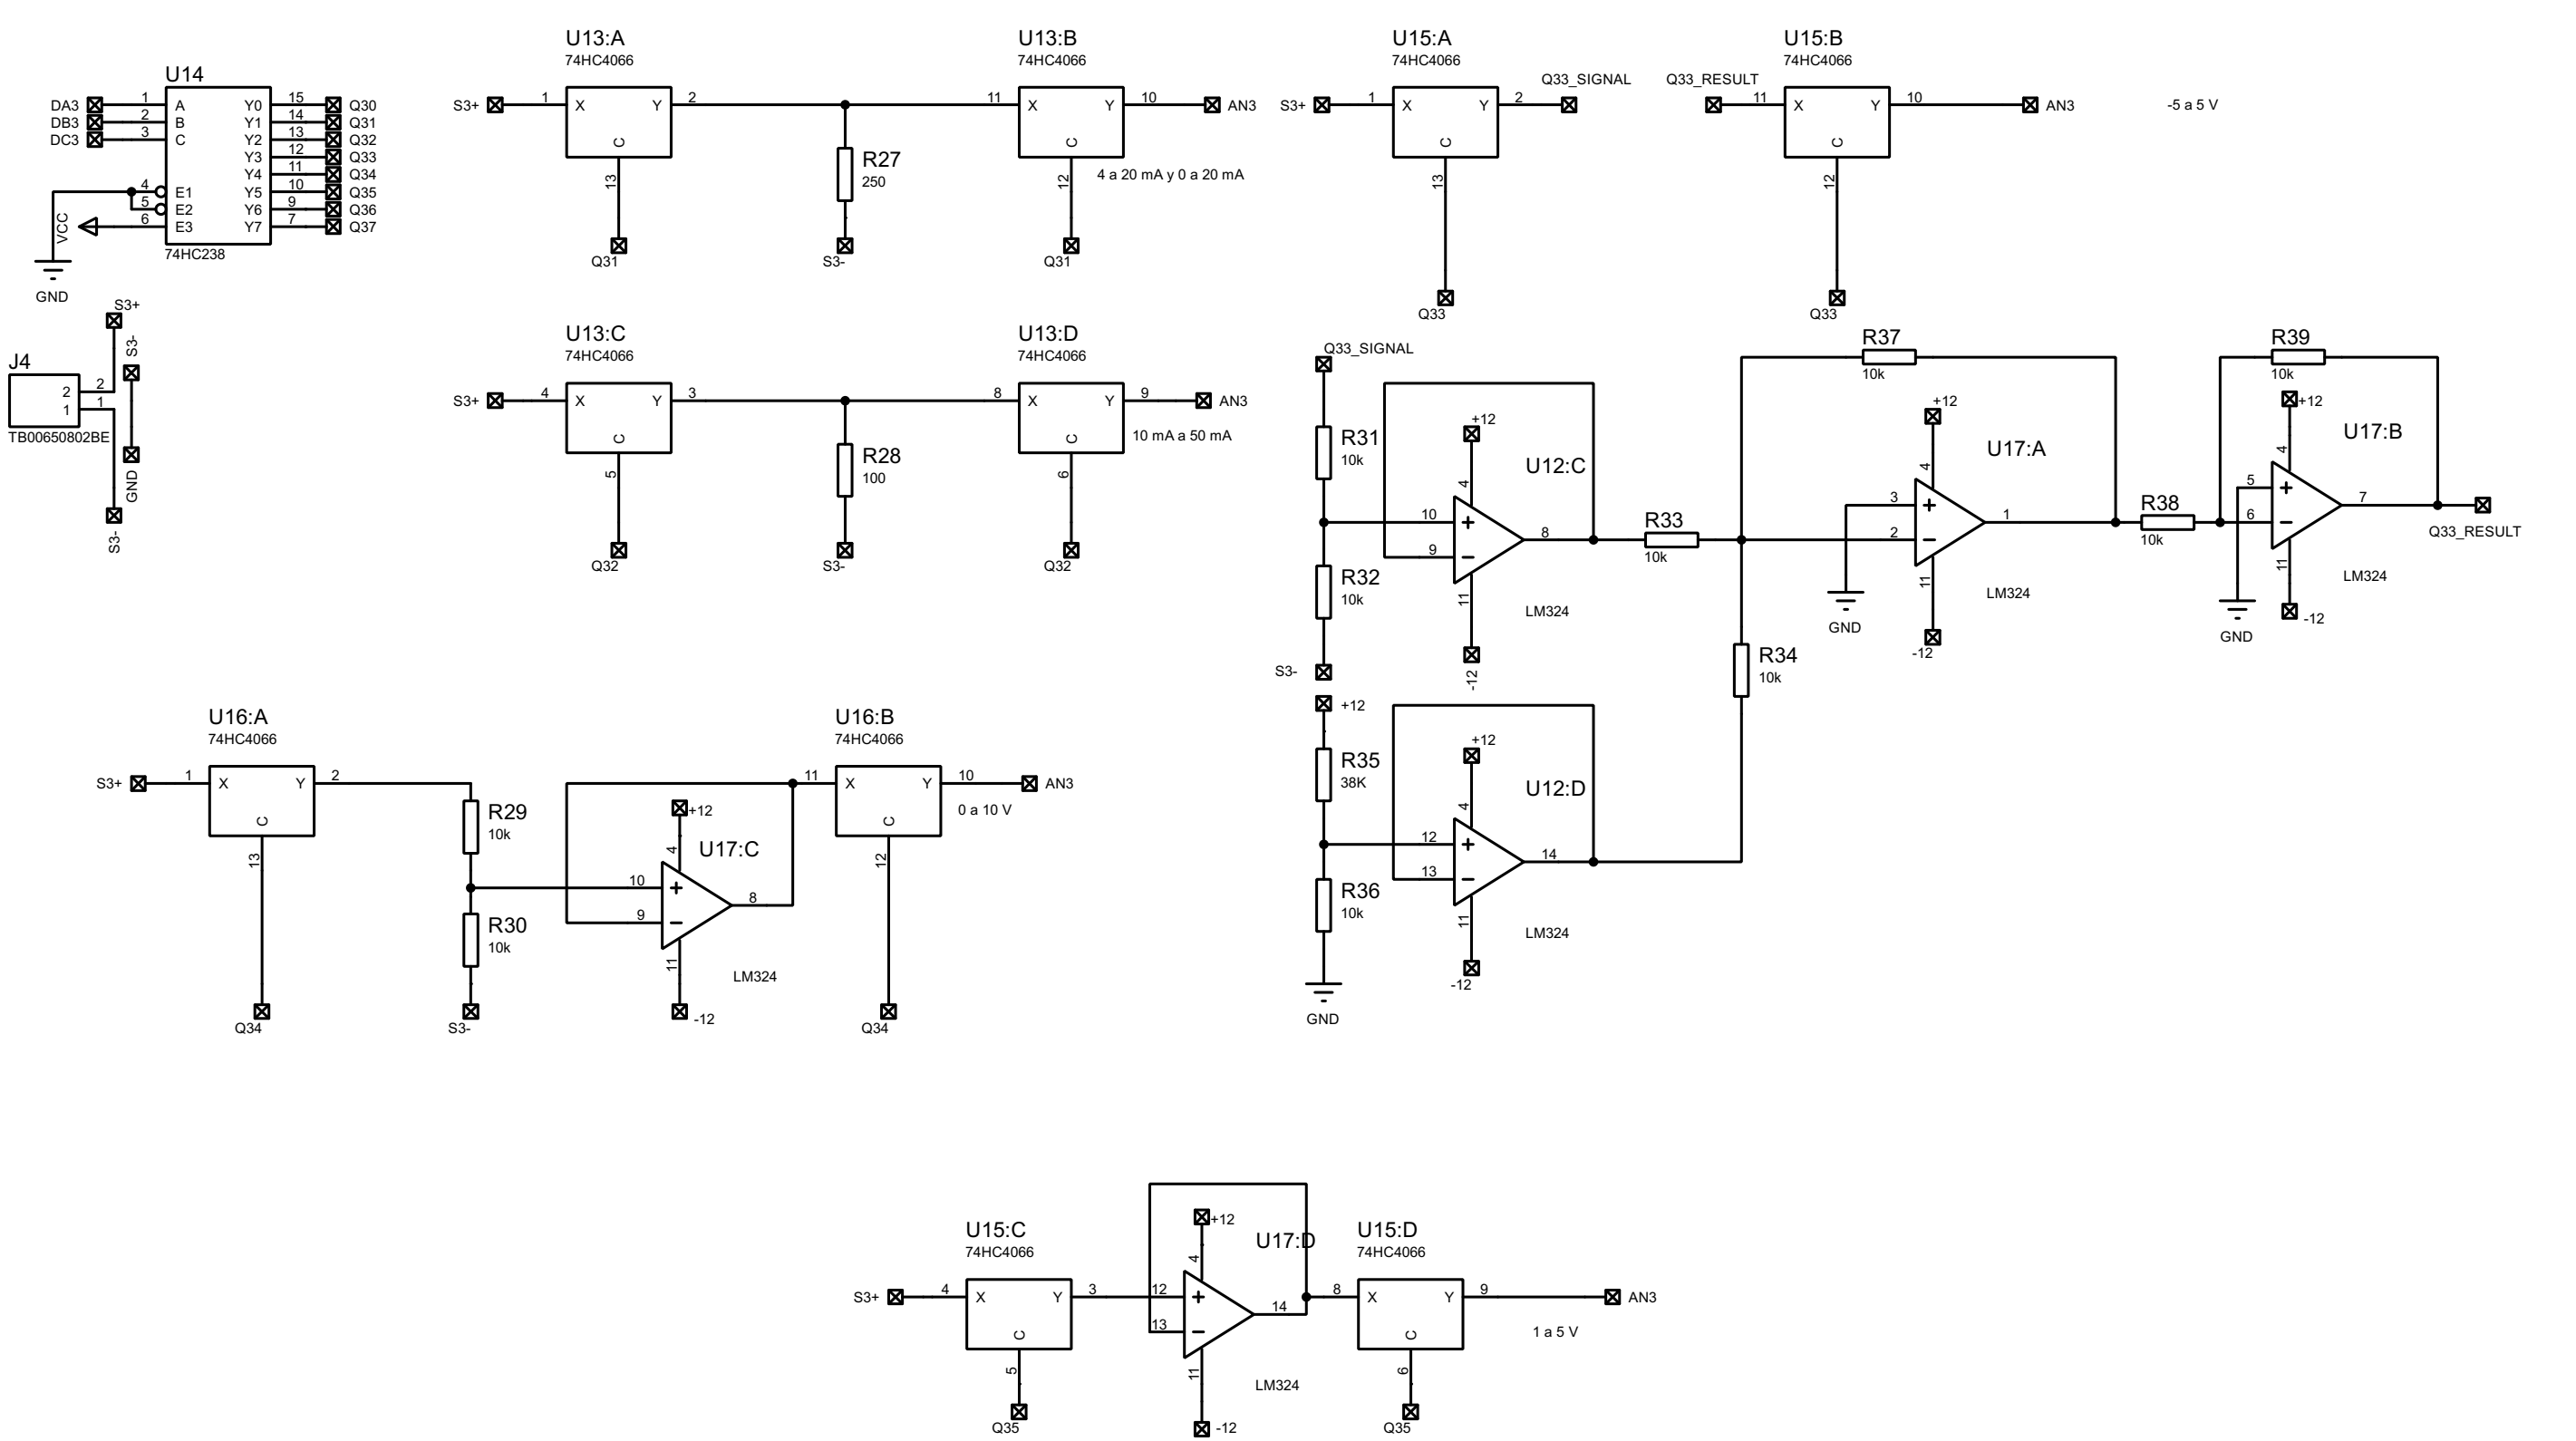 U14
DA3 1 A Y0 15 Q30
DB3 2 B Y1 14 Q31
DC3 3 C Y2 13 Q32
Y3 12 Q33
Y4 11 Q34
4 E1 Y5 10 Q35
5 E2 Y6 9 Q36
VCC 6 E3 Y7 7 Q37
74HC238
GND
S3+
S3-
J4
2 2
1 1
TB00650802BE
GND
S3-
U13:A
74HC4066
S3+ 1 X Y 2
C
13
Q31
R27
250
S3-
U13:B
74HC4066
11 X Y 10 AN3
C
12
4 a 20 mA y 0 a 20 mA
Q31
U13:C
74HC4066
S3+ 4 X Y 3
C
5
Q32
R28
100
S3-
U13:D
74HC4066
8 X Y 9 AN3
C
6
10 mA a 50 mA
Q32
U15:A
74HC4066
S3+ 1 X Y 2
Q33_SIGNAL
C
13
Q33
U15:B
74HC4066
Q33_RESULT
11 X Y 10 AN3
C
12
Q33
-5 a 5 V
Q33_SIGNAL
R31
10k
R32
10k
S3-
+12
4
U12:C
10 +
9 −
8
11
LM324
-12
R33
10k
R37
10k
+12
4
U17:A
3 +
2 −
1
11
LM324
GND
-12
R34
10k
R38
10k
R39
10k
+12
4
U17:B
5 +
6 −
7
11
LM324
GND
-12
Q33_RESULT
+12
R35
38K
R36
10k
GND
+12
4
U12:D
12 +
13 −
14
11
LM324
-12
U16:A
74HC4066
S3+ 1 X Y 2
C
13
Q34
R29
10k
R30
10k
S3-
+12
4
U17:C
10 +
9 −
8
11
LM324
-12
U16:B
74HC4066
11 X Y 10 AN3
C
12
0 a 10 V
Q34
U15:C
74HC4066
S3+ 4 X Y 3
C
5
Q35
+12
4
U17:D
12 +
13 −
14
11
LM324
-12
U15:D
74HC4066
8 X Y 9 AN3
C
6
1 a 5 V
Q35